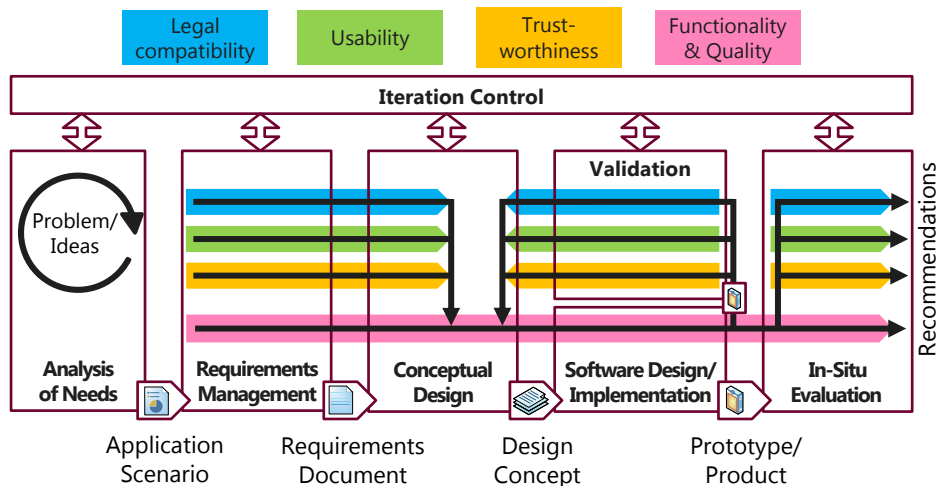 Legal
compatibility
Usability
Trust-
worthiness
Functionality
& Quality
Iteration Control
Problem/
Ideas
Validation
Recommendations
Analysis
of Needs
Requirements
Management
Conceptual
Design
Software Design/
Implementation
In-Situ
Evaluation
Application
Scenario
Requirements
Document
Design
Concept
Prototype/
Product